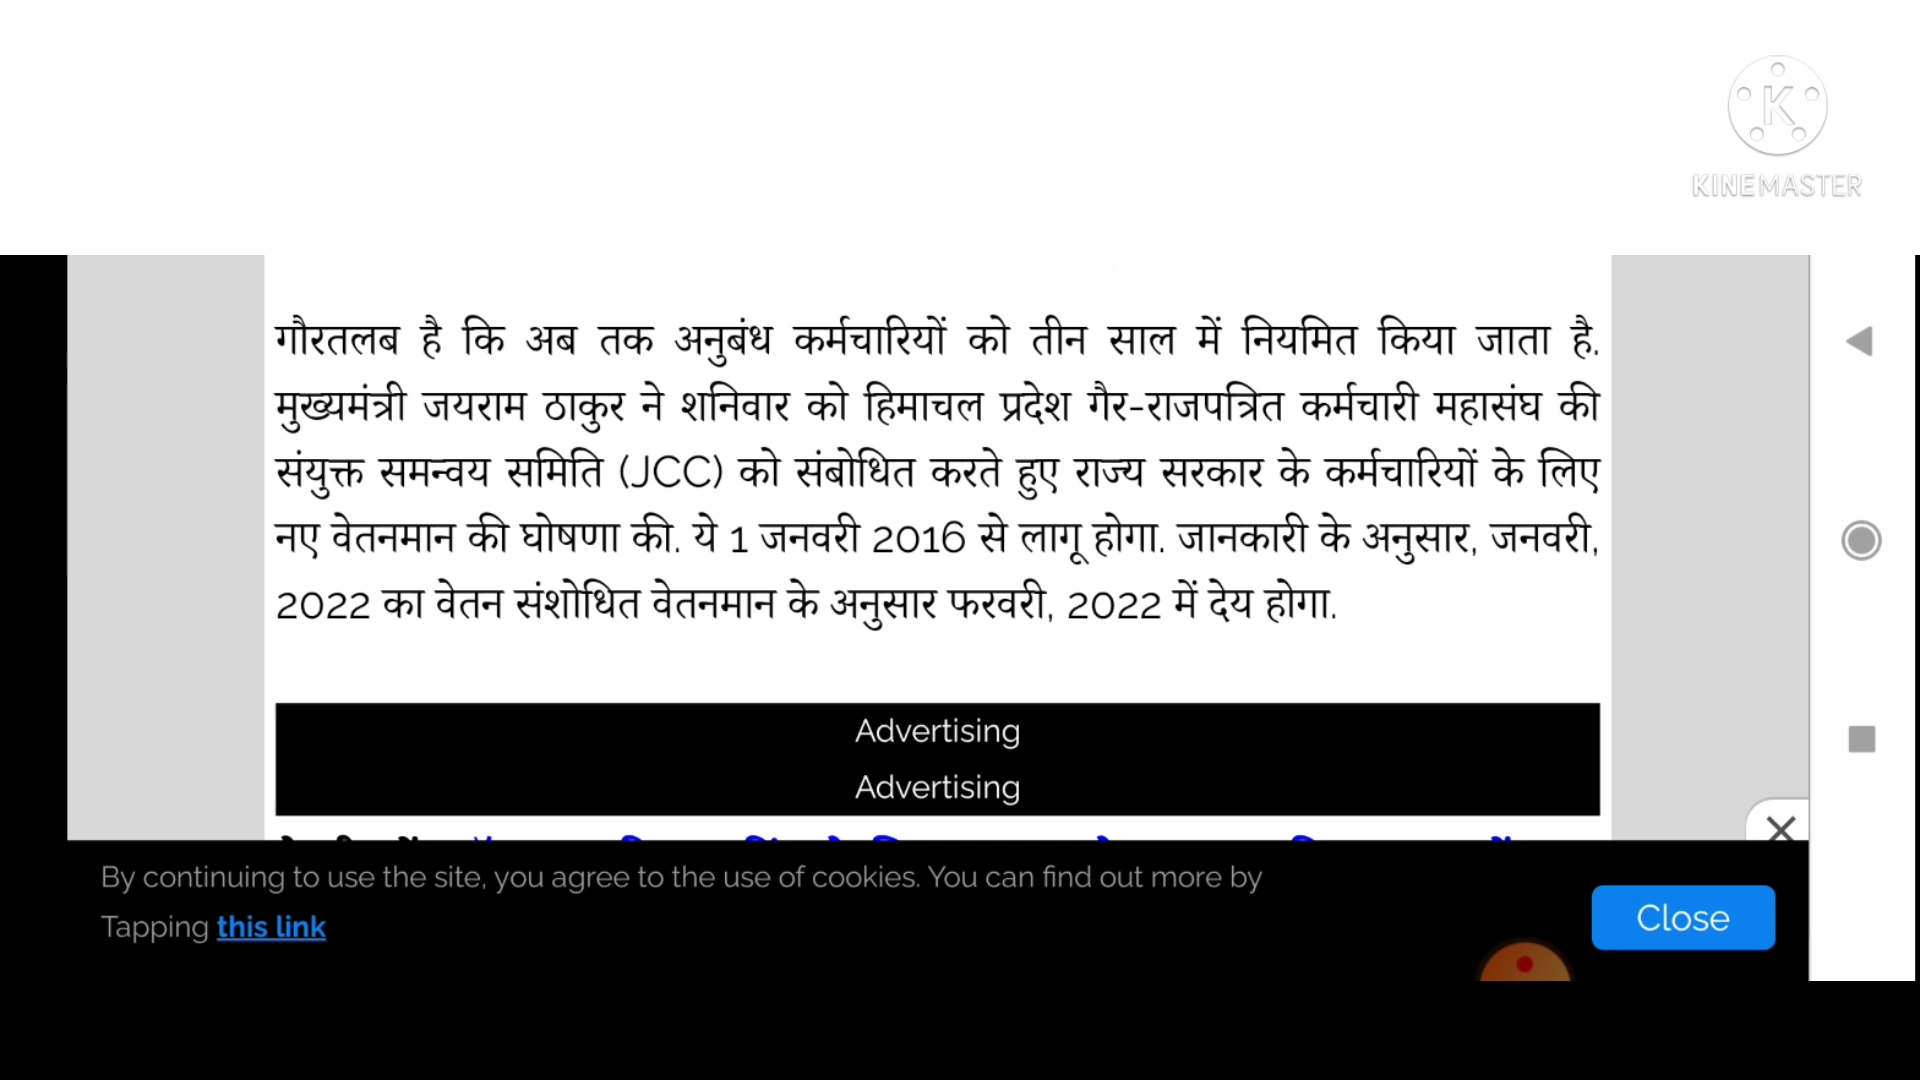 KINEMASTER
गौरतलब है कि अब तक अनुबंध कर्मचारियों को तीन साल में नियमित किया जाता है.
मुख्यमंत्री जयराम ठाकुर ने शनिवार को हिमाचल प्रदेश गैर-राजपत्रित कर्मचारी महासंघ की
संयुक्त समन्वय समिति (JCC) को संबोधित करते हुए राज्य सरकार के कर्मचारियों के लिए
नए वेतनमान की घोषणा की. ये 1 जनवरी 2016 से लागू होगा. जानकारी के अनुसार, जनवरी,
2022 का वेतन संशोधित वेतनमान के अनुसार फरवरी, 2022 में देय होगा.
Advertising
Advertising
By continuing to use the site, you agree to the use of cookies. You can find out more by
Tapping this link
Close